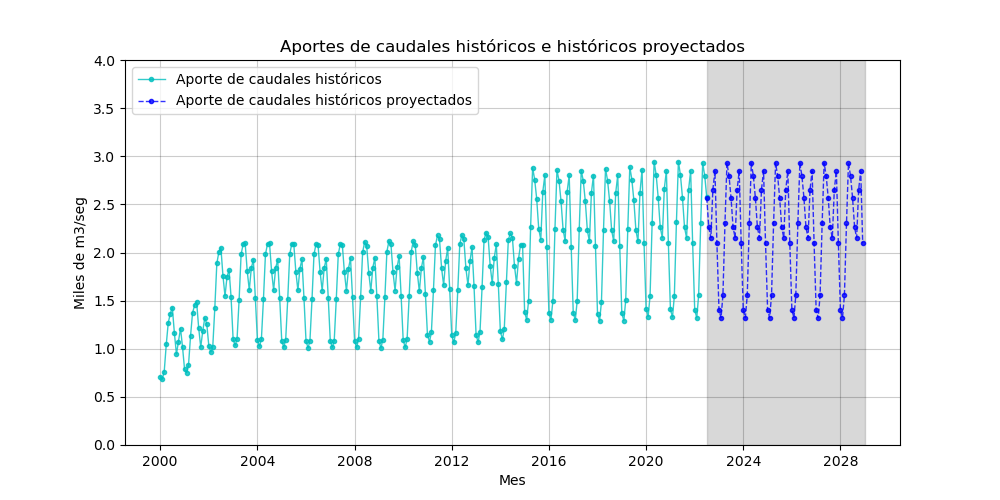 Aportes de caudales históricos e históricos proyectados
Aporte de caudales históricos
Aporte de caudales históricos proyectados
4.0
3.5
3.0
2.5
2.0
1.5
1.0
0.5
0.0
Miles de m3/seg
2000 2004 2008 2012 2016 2020 2024 2028
Mes